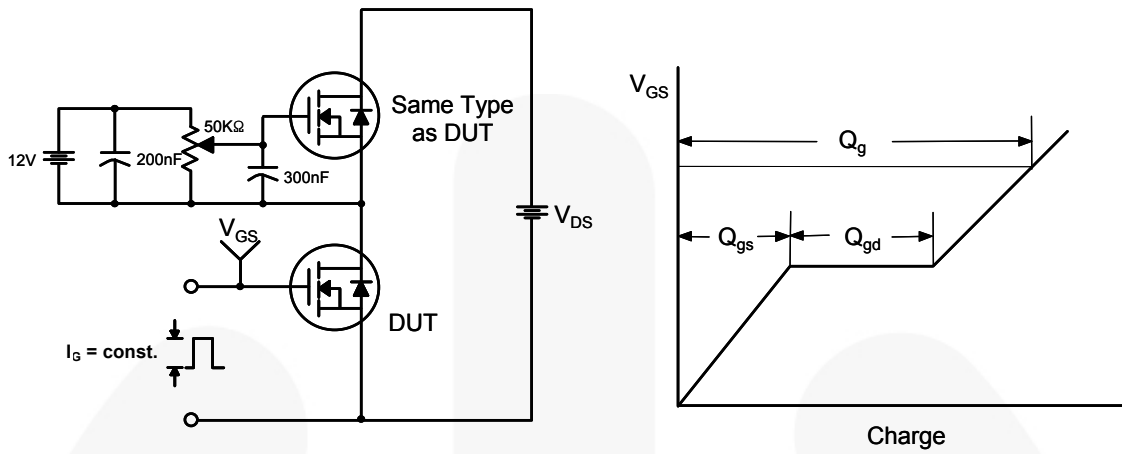 Same Type
as DUT
50KΩ
12V
200nF
300nF
V_GS
V_DS
DUT
I_G = const.
V_GS
Q_g
Q_gs
Q_gd
Charge